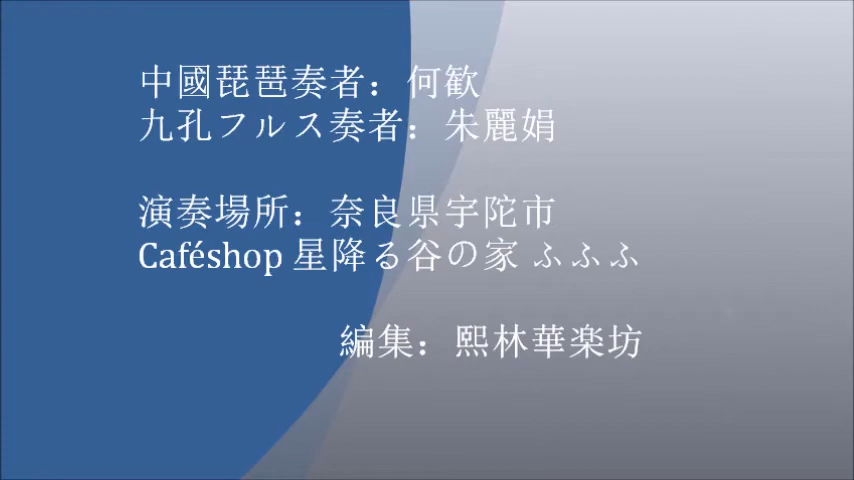 中國琵琶奏者：何歓
九孔フルス奏者：朱麗娟
演奏場所：奈良県宇陀市
Caféshop 星降る谷の家 ふふふ
編集：熙林華楽坊